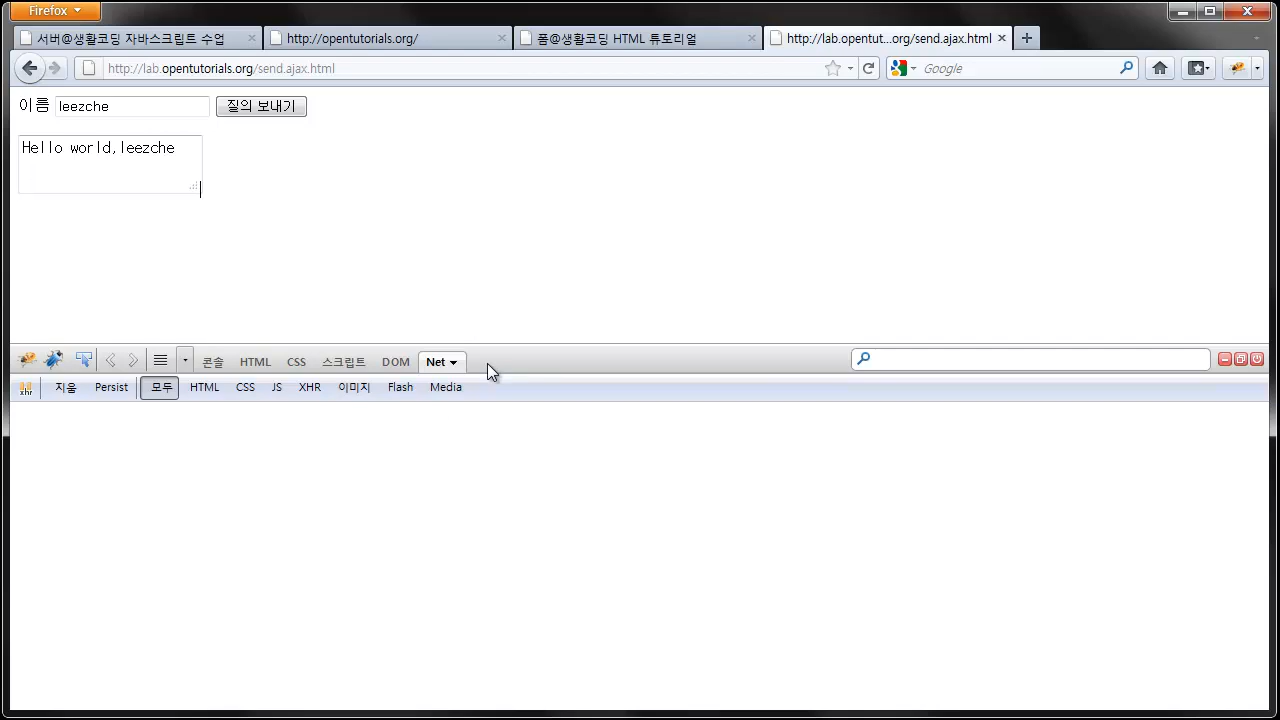 Firefox
서버@생활코딩 자바스크립트 수업
http://opentutorials.org/
폼@생활코딩 HTML 튜토리얼
http://lab.opentut...org/send.ajax.html
http://lab.opentutorials.org/send.ajax.html
Google
이름 leezche 질의 보내기
Hello world,leezche
콘솔 HTML CSS 스크립트 DOM Net
xhr 지움 Persist 모두 HTML CSS JS XHR 이미지 Flash Media